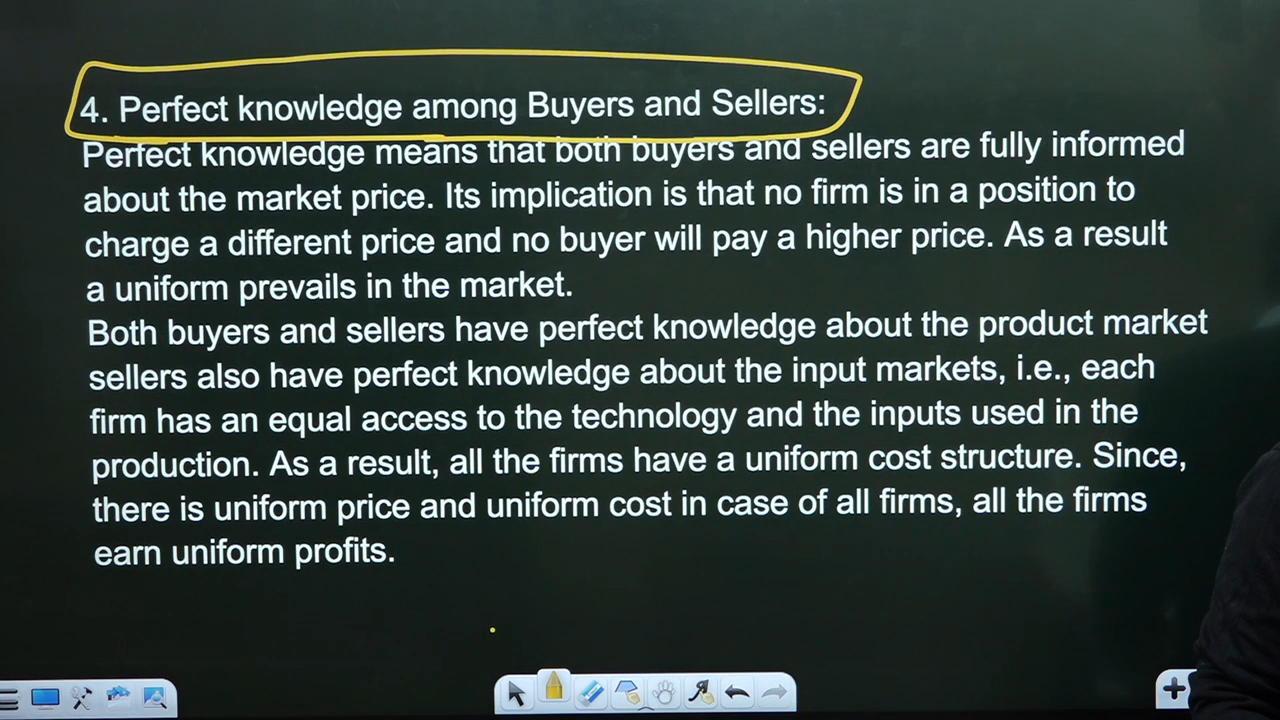 4. Perfect knowledge among Buyers and Sellers:
Perfect knowledge means that both buyers and sellers are fully informed
about the market price. Its implication is that no firm is in a position to
charge a different price and no buyer will pay a higher price. As a result
a uniform prevails in the market.
Both buyers and sellers have perfect knowledge about the product market
sellers also have perfect knowledge about the input markets, i.e., each
firm has an equal access to the technology and the inputs used in the
production. As a result, all the firms have a uniform cost structure. Since,
there is uniform price and uniform cost in case of all firms, all the firms
earn uniform profits.